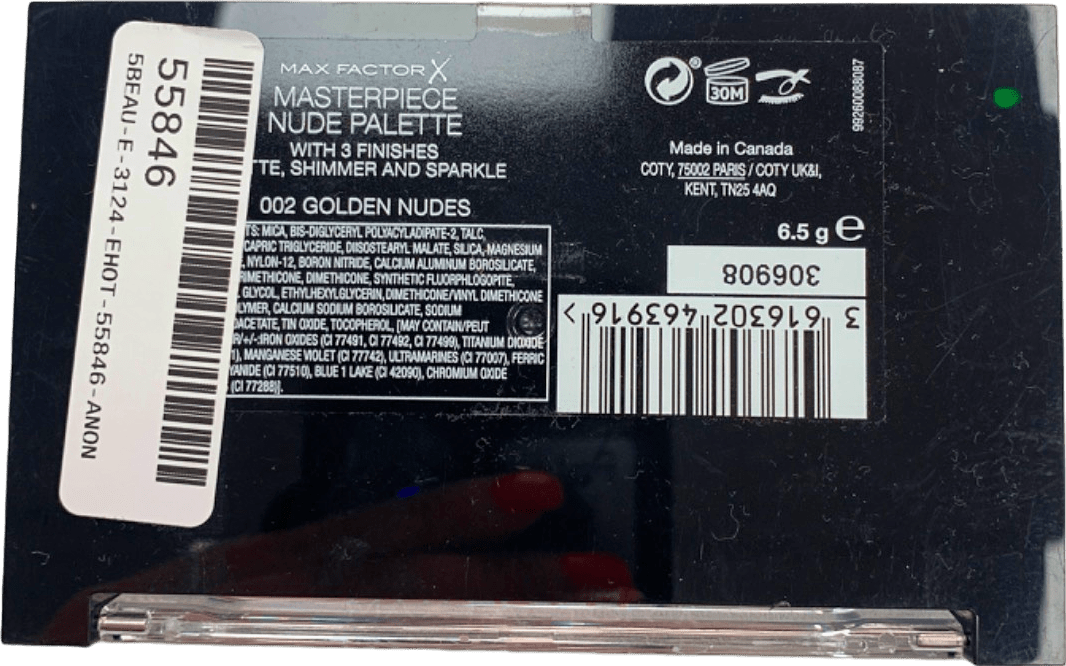 55846
5BEAU-E-3124-EHOT-55846-ANON
MAX FACTOR X
MASTERPIECE
NUDE PALETTE
WITH 3 FINISHES
TE, SHIMMER AND SPARKLE
002 GOLDEN NUDES
TS: MICA, BIS-DIGLYCERYL POLYACYLADIPATE-2, TALC,
CAPRIC TRIGLYCERIDE, DIISOSTEARYL MALATE, SILICA, MAGNESIUM
, NYLON-12, BORON NITRIDE, CALCIUM ALUMINUM BOROSILICATE,
RIMETHICONE, DIMETHICONE, SYNTHETIC FLUORPHLOGOPITE,
GLYCOL, ETHYLHEXYLGLYCERIN, DIMETHICONE/VINYL DIMETHICONE
LYMER, CALCIUM SODIUM BOROSILICATE, SODIUM
ACETATE, TIN OXIDE, TOCOPHEROL, [MAY CONTAIN/PEUT
R/+/-:IRON OXIDES (CI 77491, CI 77492, CI 77499), TITANIUM DIOXIDE
1), MANGANESE VIOLET (CI 77742), ULTRAMARINES (CI 77007), FERRIC
YANIDE (CI 77510), BLUE 1 LAKE (CI 42090), CHROMIUM OXIDE
(CI 77288)].
30M
99260088087
Made in Canada
COTY, 75002 PARIS / COTY UK&I,
KENT, TN25 4AQ
6.5 g e
306908
3 616302 463916 >